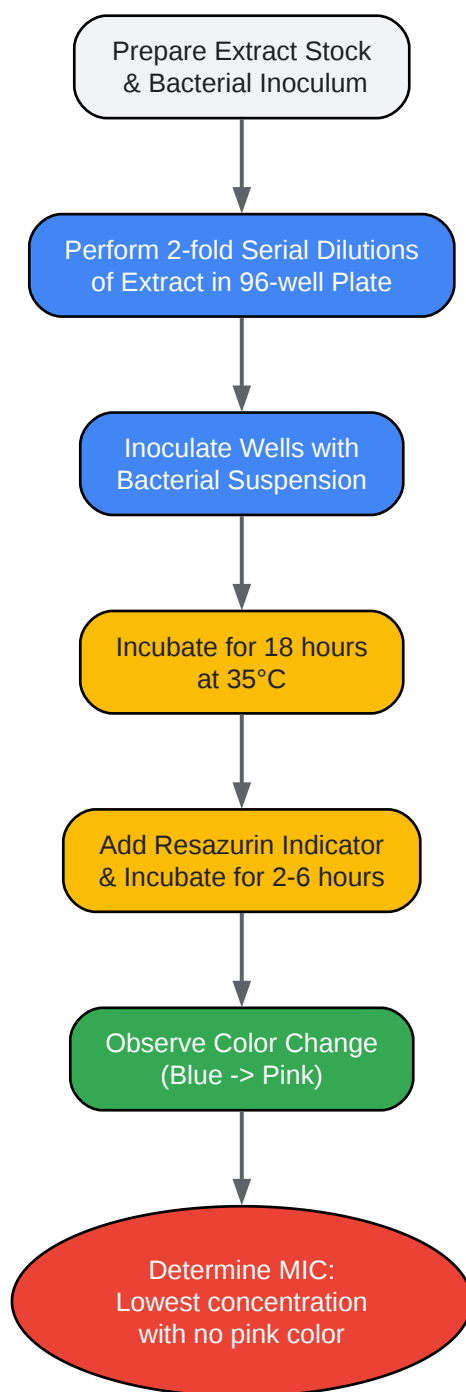 Prepare Extract Stock
& Bacterial Inoculum
Perform 2-fold Serial Dilutions
of Extract in 96-well Plate
Inoculate Wells with
Bacterial Suspension
Incubate for 18 hours
at 35°C
Add Resazurin Indicator
& Incubate for 2-6 hours
Observe Color Change
(Blue -> Pink)
Determine MIC:
Lowest concentration
with no pink color